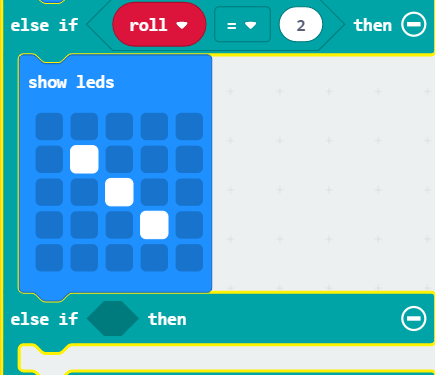 else if roll = 2 then
show leds
else if then